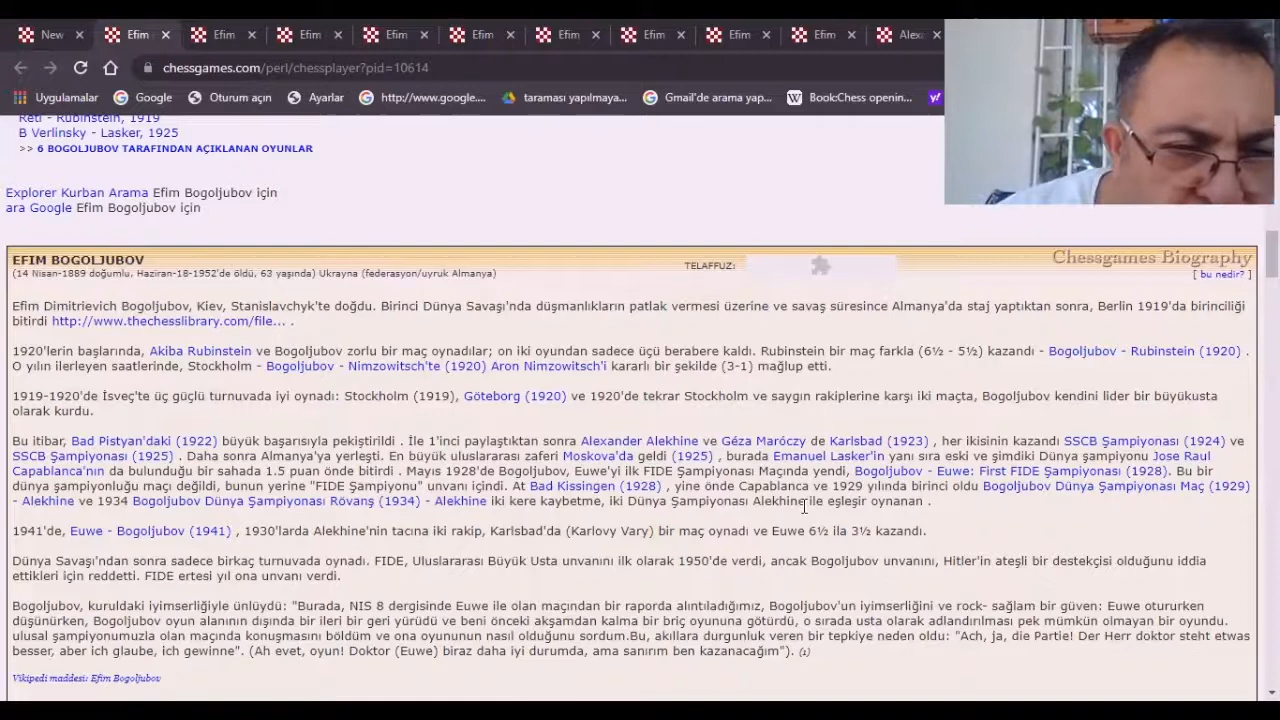 New
Efim
Efim
Efim
Efim
Efim
Efim
Efim
Efim
Efim
Alex
chessgames.com/perl/chessplayer?pid=10614
Uygulamalar
Google
Oturum açın
Ayarlar
http://www.google....
taraması yapılmaya...
Gmail'de arama yap...
Book:Chess openin...
Reti - Rubinstein, 1919
B Verlinsky - Lasker, 1925
>> 6 BOGOLJUBOV TARAFINDAN AÇIKLANAN OYUNLAR
Explorer Kurban Arama Efim Bogoljubov için
ara Google Efim Bogoljubov için
EFIM BOGOLJUBOV
(14 Nisan-1889 doğumlu, Haziran-18-1952'de öldü, 63 yaşında) Ukrayna (federasyon/uyruk Almanya)
TELAFFUZ:
Chessgames Biography
[ bu nedir? ]
Efim Dimitrievich Bogoljubov, Kiev, Stanislavchyk'te doğdu. Birinci Dünya Savaşı'nda düşmanlıkların patlak vermesi üzerine ve savaş süresince Almanya'da staj yaptıktan sonra, Berlin 1919'da birinciliği
bitirdi http://www.thechesslibrary.com/file... .
1920'lerin başlarında, Akiba Rubinstein ve Bogoljubov zorlu bir maç oynadılar; on iki oyundan sadece üçü berabere kaldı. Rubinstein bir maç farkla (6½ - 5½) kazandı - Bogoljubov - Rubinstein (1920) .
O yılın ilerleyen saatlerinde, Stockholm - Bogoljubov - Nimzowitsch'te (1920) Aron Nimzowitsch'i kararlı bir şekilde (3-1) mağlup etti.
1919-1920'de İsveç'te üç güçlü turnuvada iyi oynadı: Stockholm (1919), Göteborg (1920) ve 1920'de tekrar Stockholm ve saygın rakiplerine karşı iki maçta, Bogoljubov kendini lider bir büyükusta
olarak kurdu.
Bu itibar, Bad Pistyan'daki (1922) büyük başarısıyla pekiştirildi . İle 1'inci paylaştıktan sonra Alexander Alekhine ve Géza Maróczy de Karlsbad (1923) , her ikisinin kazandı SSCB Şampiyonası (1924) ve
SSCB Şampiyonası (1925) . Daha sonra Almanya'ya yerleşti. En büyük uluslararası zaferi Moskova'da geldi (1925) , burada Emanuel Lasker'in yanı sıra eski ve şimdiki Dünya şampiyonu Jose Raul
Capablanca'nın da bulunduğu bir sahada 1.5 puan önde bitirdi . Mayıs 1928'de Bogoljubov, Euwe'yi ilk FIDE Şampiyonası Maçında yendi, Bogoljubov - Euwe: First FIDE Şampiyonası (1928). Bu bir
dünya şampiyonluğu maçı değildi, bunun yerine "FIDE Şampiyonu" unvanı içindi. At Bad Kissingen (1928) , yine önde Capablanca ve 1929 yılında birinci oldu Bogoljubov Dünya Şampiyonası Maç (1929)
- Alekhine ve 1934 Bogoljubov Dünya Şampiyonası Rövanş (1934) - Alekhine iki kere kaybetme, iki Dünya Şampiyonası Alekhine ile eşleşir oynanan .
1941'de, Euwe - Bogoljubov (1941) , 1930'larda Alekhine'nin tacına iki rakip, Karlsbad'da (Karlovy Vary) bir maç oynadı ve Euwe 6½ ila 3½ kazandı.
Dünya Savaşı'ndan sonra sadece birkaç turnuvada oynadı. FIDE, Uluslararası Büyük Usta unvanını ilk olarak 1950'de verdi, ancak Bogoljubov unvanını, Hitler'in ateşli bir destekçisi olduğunu iddia
ettikleri için reddetti. FIDE ertesi yıl ona unvanı verdi.
Bogoljubov, kuruldaki iyimserliğiyle ünlüydü: "Burada, NIS 8 dergisinde Euwe ile olan maçından bir raporda alıntıladığımız, Bogoljubov'un iyimserliğini ve rock- sağlam bir güven: Euwe otururken
düşünürken, Bogoljubov oyun alanının dışında bir ileri bir geri yürüdü ve beni önceki akşamdan kalma bir briç oyununa götürdü, o sırada usta olarak adlandırılması pek mümkün olmayan bir oyundu.
ulusal şampiyonumuzla olan maçında konuşmasını böldüm ve ona oyununun nasıl olduğunu sordum.Bu, akıllara durgunluk veren bir tepkiye neden oldu: "Ach, ja, die Partie! Der Herr doktor steht etwas
besser, aber ich glaube, ich gewinne". (Ah evet, oyun! Doktor (Euwe) biraz daha iyi durumda, ama sanırım ben kazanacağım"). (1)
Vikipedi maddesi: Efim Bogoljubov